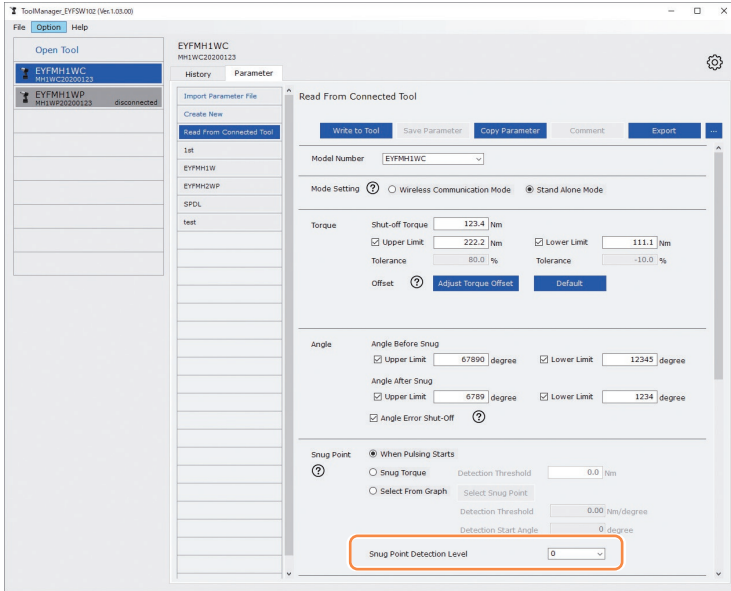 ToolManager_EYFSW102 (Ver.1.03.00)
File Option Help
Open Tool
EYFMH1WC
MH1WC20200123
EYFMH1WP
MH1WP20200123 disconnected
EYFMH1WC
MH1WC20200123
History Parameter
Import Parameter File
Create New
Read From Connected Tool
1st
EYFMH1W
EYFMH2WP
SPDL
test
Read From Connected Tool
Write to Tool Save Parameter Copy Parameter Comment Export ...
Model Number EYFMH1WC
Mode Setting ? Wireless Communication Mode Stand Alone Mode
Torque Shut-off Torque 123.4 Nm
Upper Limit 222.2 Nm Lower Limit 111.1 Nm
Tolerance 80.0 % Tolerance -10.0 %
Offset ? Adjust Torque Offset Default
Angle Angle Before Snug
Upper Limit 67890 degree Lower Limit 12345 degree
Angle After Snug
Upper Limit 6789 degree Lower Limit 1234 degree
Angle Error Shut-Off ?
Snug Point When Pulsing Starts
? Snug Torque Detection Threshold 0.0 Nm
Select From Graph Select Snug Point
Detection Threshold 0.00 Nm/degree
Detection Start Angle 0 degree
Snug Point Detection Level 0